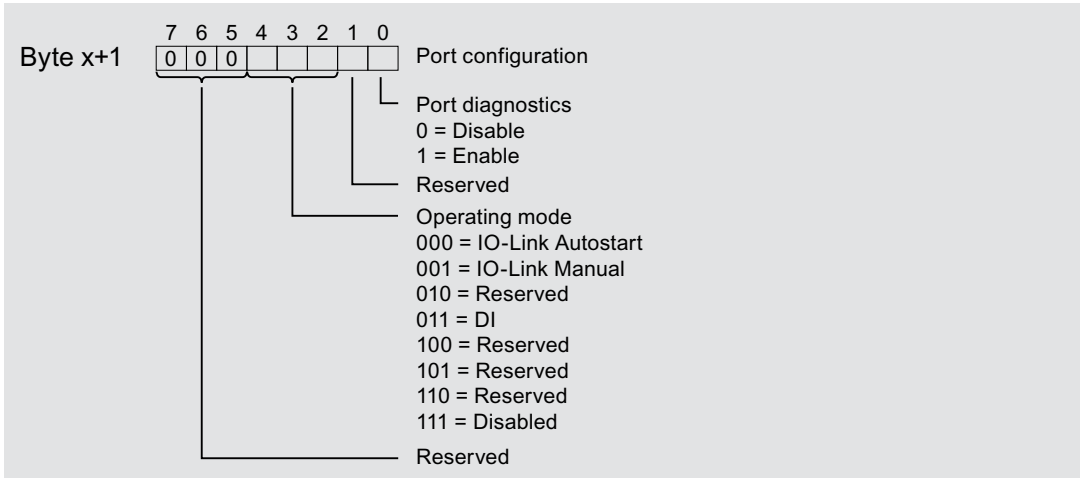 7 6 5 4 3 2 1 0
Byte x+1 0 0 0 Port configuration
Port diagnostics
0 = Disable
1 = Enable
Reserved
Operating mode
000 = IO-Link Autostart
001 = IO-Link Manual
010 = Reserved
011 = DI
100 = Reserved
101 = Reserved
110 = Reserved
111 = Disabled
Reserved